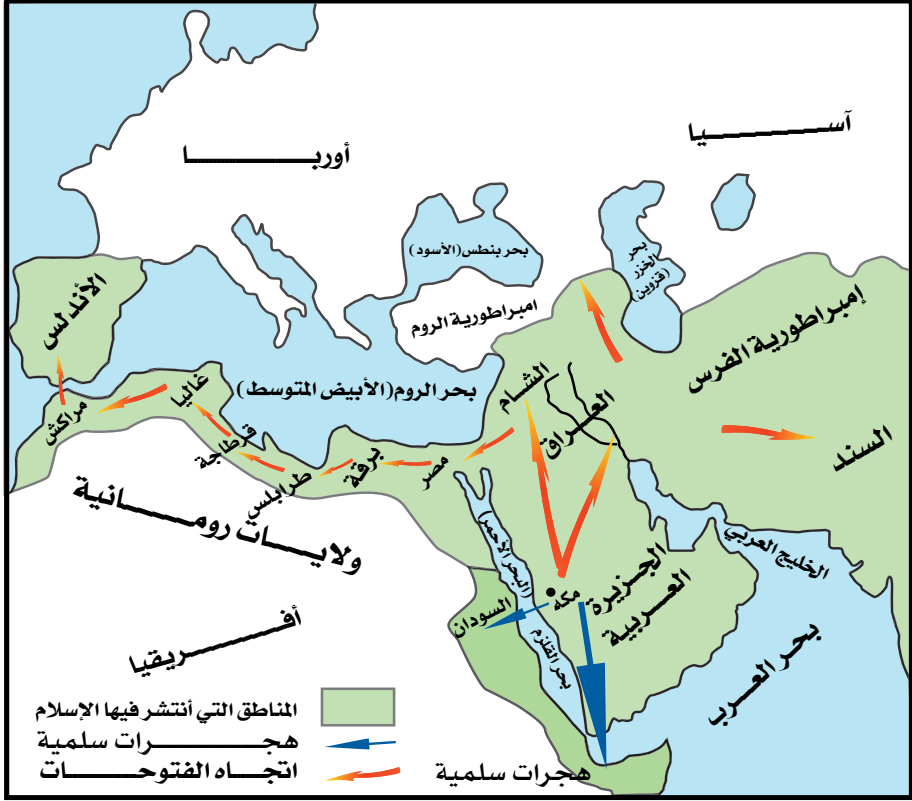 آسيا
أوربا
بحر بنطس (الأسود)
بحر
الخزر
(قزوين)
امبراطورية الروم
إمبراطورية الفرس
الأندلس
غاليا
مراكش
بحر الروم (الأبيض المتوسط)
الشام
العراق
السند
قرطاجة
طرابلس
برقة
مصر
ولايات رومانية
(البحر الأحمر)
بحر القلزم
الخليج العربي
الجزيرة
العربية
مكة
السودان
أفريقيا
بحر العرب
المناطق التي أنتشر فيها الإسلام
هجرات سلمية
اتجاه الفتوحات
هجرات سلمية